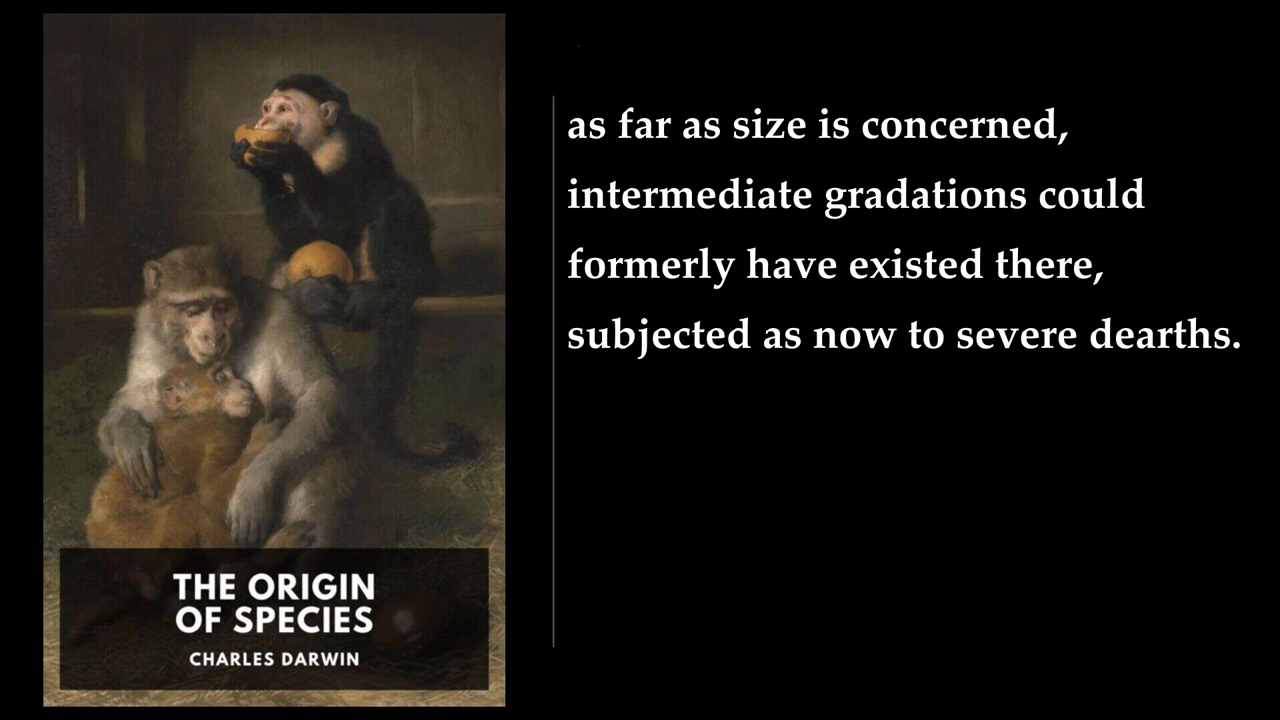 as far as size is concerned,
intermediate gradations could
formerly have existed there,
subjected as now to severe dearths.
THE ORIGIN
OF SPECIES
CHARLES DARWIN